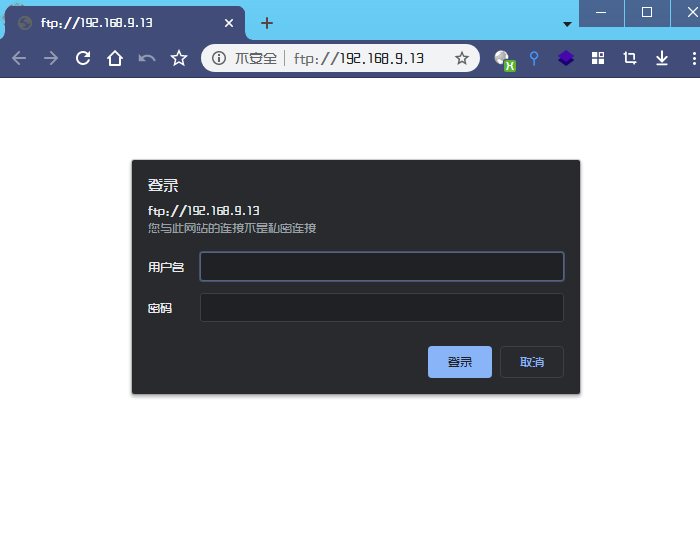 ftp://192.168.9.13
不安全 ftp://192.168.9.13
登录
ftp://192.168.9.13
您与此网站的连接不是私密连接
用户名
密码
登录 取消